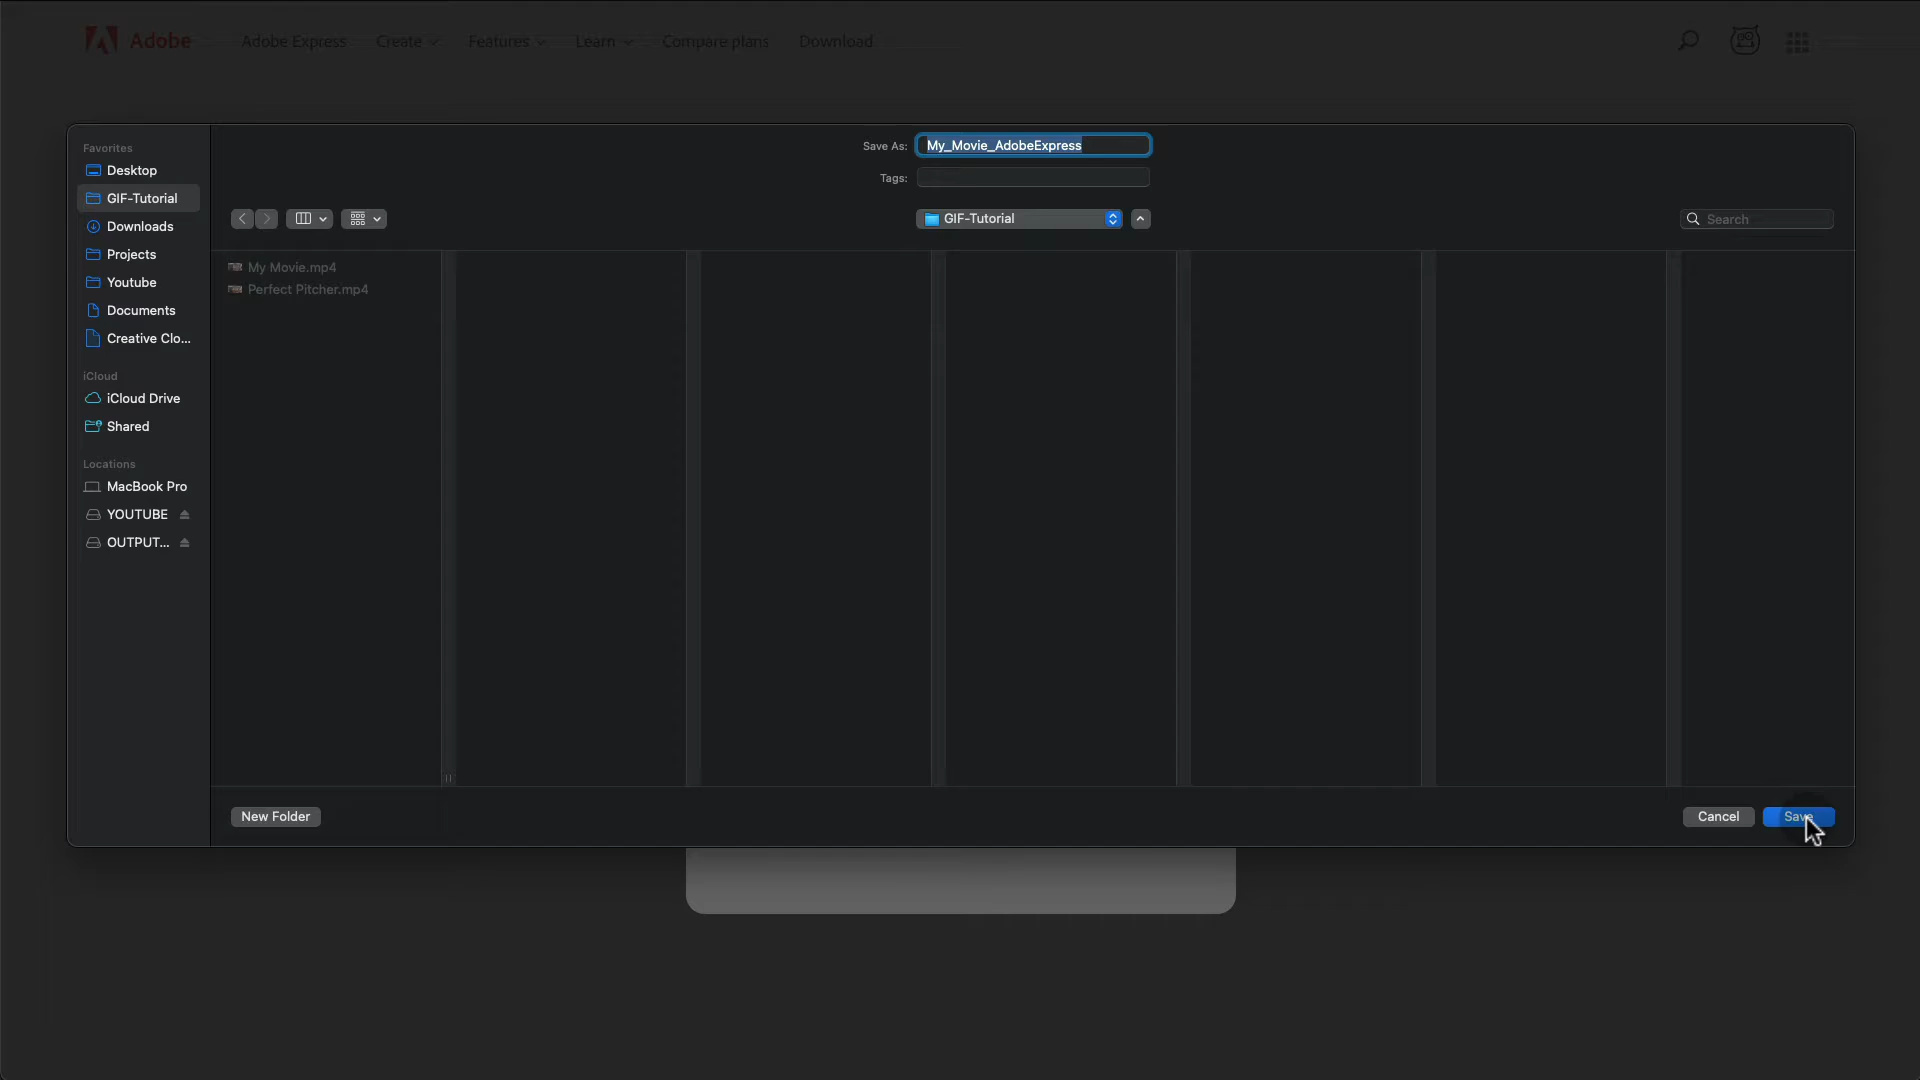 Adobe
Adobe Express
Create
Features
Learn
Compare plans
Download
Favorites
Desktop
GIF-Tutorial
Downloads
Projects
Youtube
Documents
Creative Clo...
iCloud
iCloud Drive
Shared
Locations
MacBook Pro
YOUTUBE
OUTPUT...
Save As: My_Movie_AdobeExpress
Tags:
GIF-Tutorial
Search
My Movie.mp4
Perfect Pitcher.mp4
New Folder
Cancel
Save